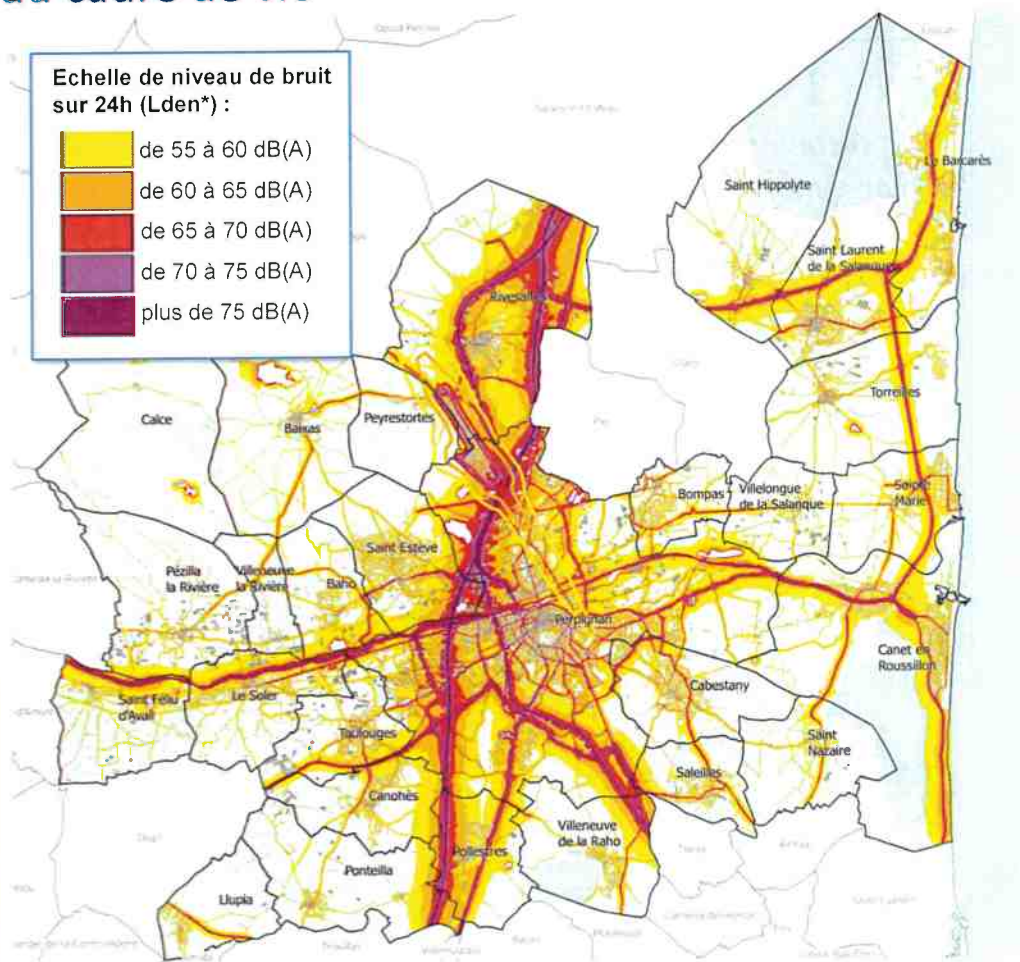 Echelle de niveau de bruit
sur 24h (Lden*) :
de 55 à 60 dB(A)
de 60 à 65 dB(A)
de 65 à 70 dB(A)
de 70 à 75 dB(A)
plus de 75 dB(A)
Le Barcarès
Saint Hippolyte
Saint Laurent
de la Salanque
Rivesaltes
Torreilles
Calce
Baixas
Peyrestortes
Bompas
Villelongue
de la Salanque
Sainte
Marie
Saint Estève
Pézilla
la Rivière
Villeneuve
la Rivière
Baho
Perpignan
Canet en
Roussillon
Cabestany
Saint Féliu
d'Avall
Le Soler
Toulouges
Saint
Nazaire
Saleilles
Canohès
Villeneuve
de la Raho
Pollestres
Ponteilla
Llupia